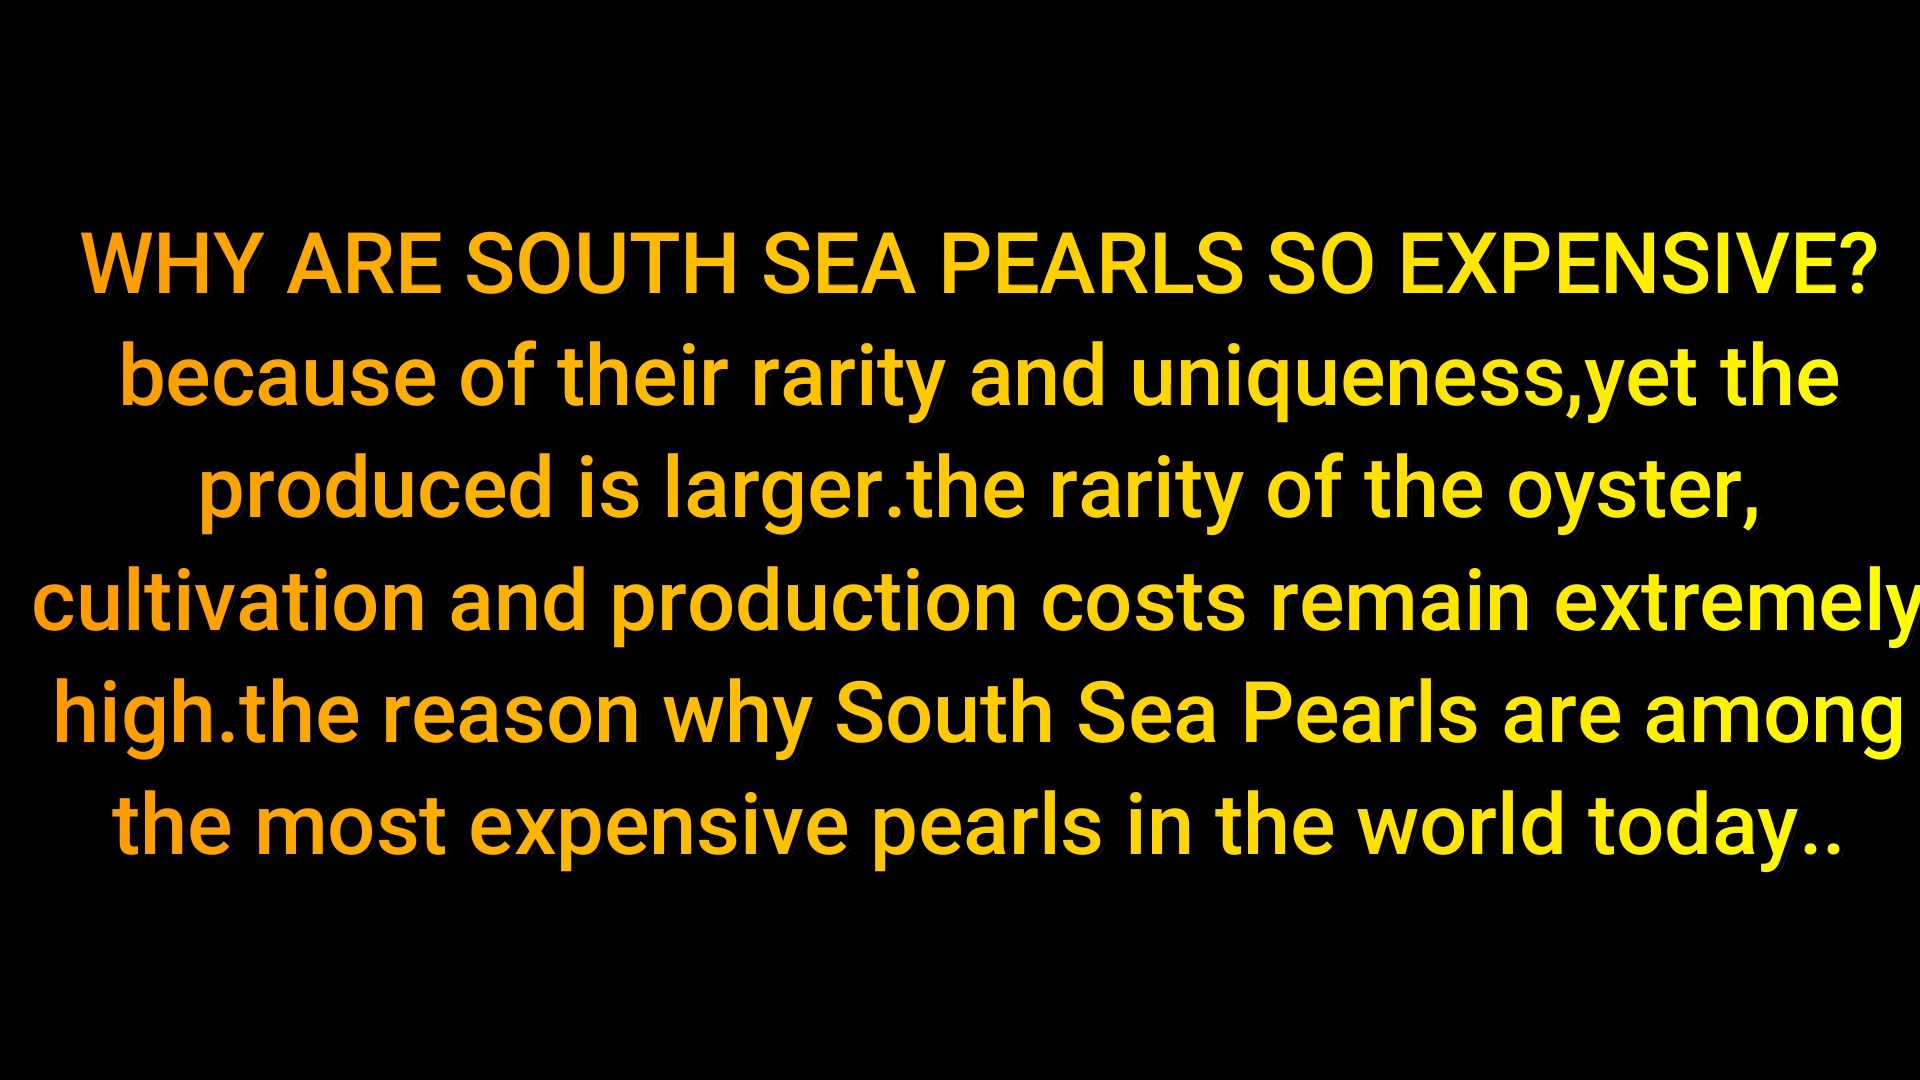 WHY ARE SOUTH SEA PEARLS SO EXPENSIVE?
because of their rarity and uniqueness,yet the
produced is larger.the rarity of the oyster,
cultivation and production costs remain extremely
high.the reason why South Sea Pearls are among
the most expensive pearls in the world today..